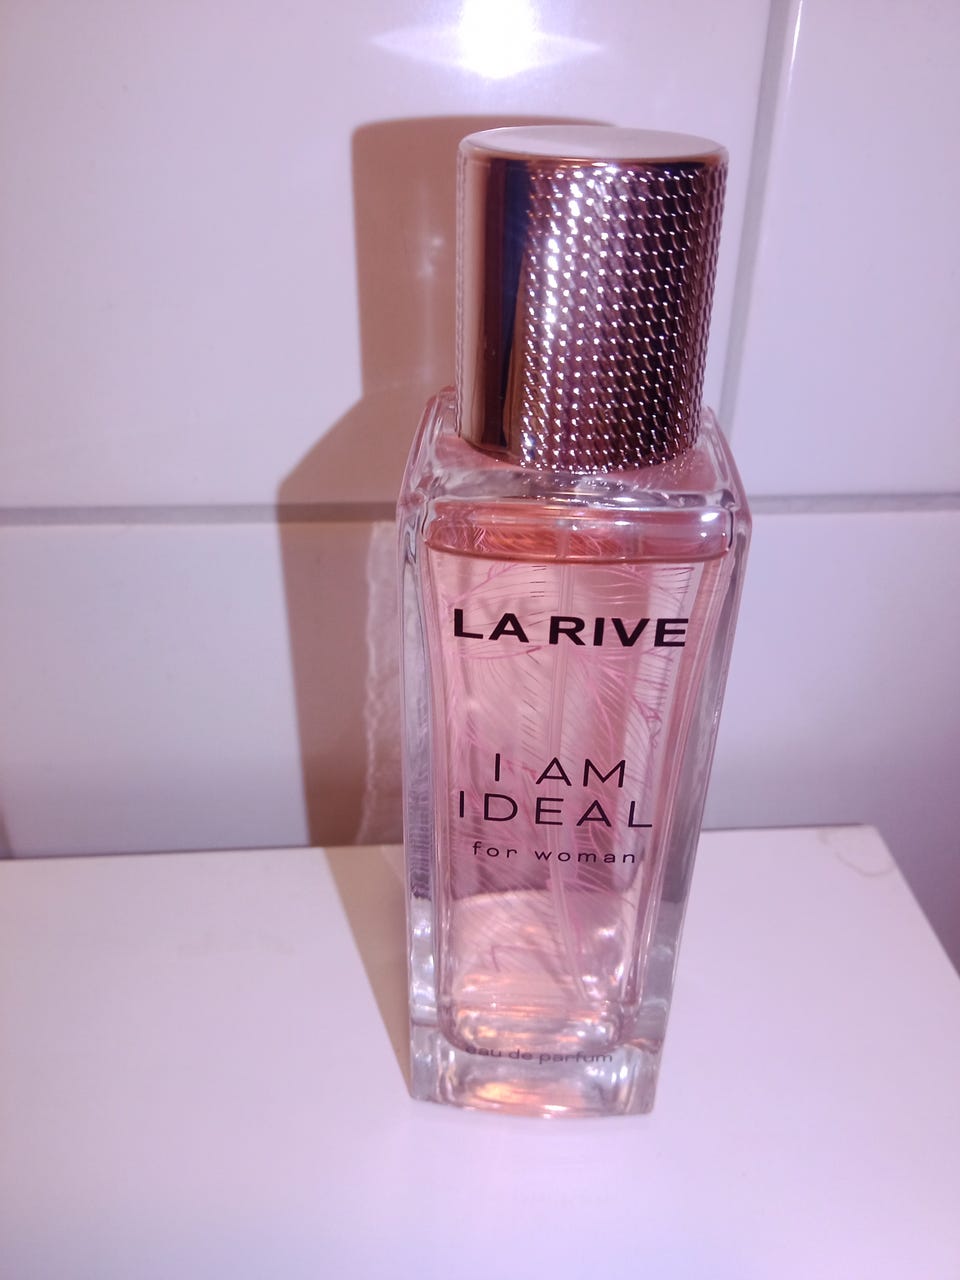 LA RIVE
I AM
IDEAL
for woman
eau de parfum